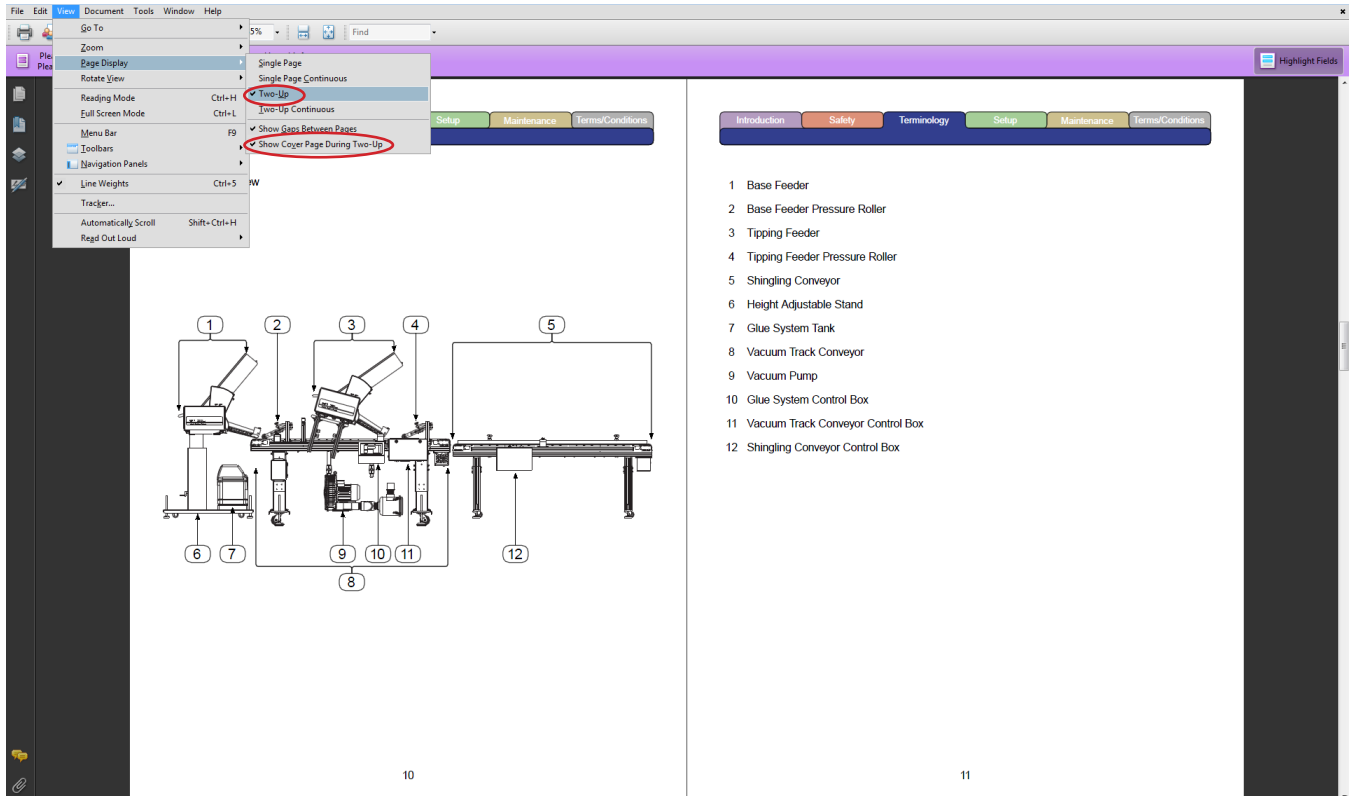 File Edit View Document Tools Window Help
Go To
5%
Find
Zoom
Page Display
Rotate View
Reading Mode Ctrl+H
Full Screen Mode Ctrl+L
Menu Bar F9
Toolbars
Navigation Panels
Line Weights Ctrl+5
Tracker...
Automatically Scroll Shift+Ctrl+H
Read Out Loud
Single Page
Single Page Continuous
Two-Up
Two-Up Continuous
Show Gaps Between Pages
Show Cover Page During Two-Up
Highlight Fields
Setup Maintenance Terms/Conditions
1 2 3 4 5
6 7 9 10 11 12
8
10
Introduction Safety Terminology Setup Maintenance Terms/Conditions
1 Base Feeder
2 Base Feeder Pressure Roller
3 Tipping Feeder
4 Tipping Feeder Pressure Roller
5 Shingling Conveyor
6 Height Adjustable Stand
7 Glue System Tank
8 Vacuum Track Conveyor
9 Vacuum Pump
10 Glue System Control Box
11 Vacuum Track Conveyor Control Box
12 Shingling Conveyor Control Box
11